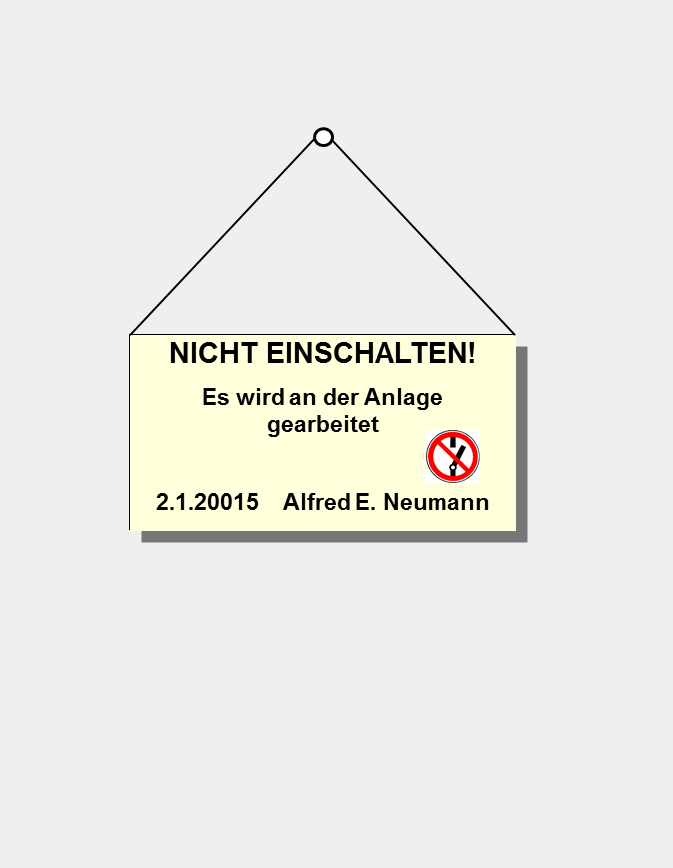 NICHT EINSCHALTEN!
Es wird an der Anlage
gearbeitet
2.1.20015 Alfred E. Neumann